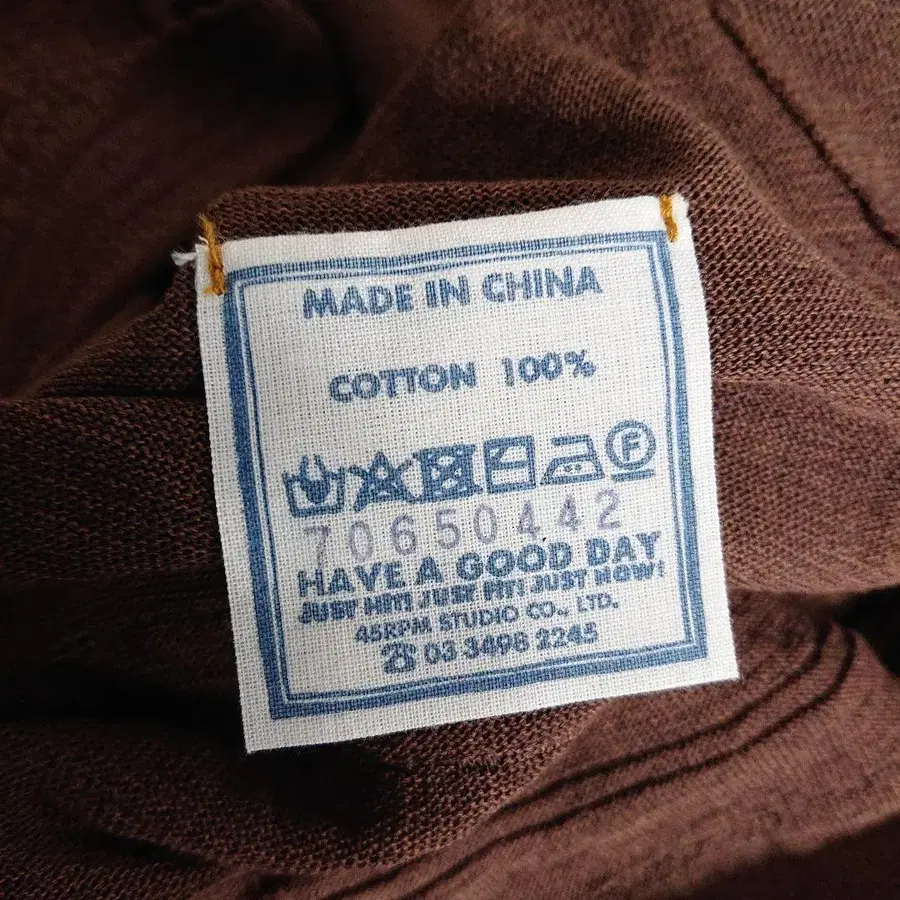 MADE IN CHINA
COTTON 100%
F
70650442
HAVE A GOOD DAY
JUST HIT! JUST FIT! JUST NOW!
45RPM STUDIO CO., LTD.
☎ 03-3498 2245